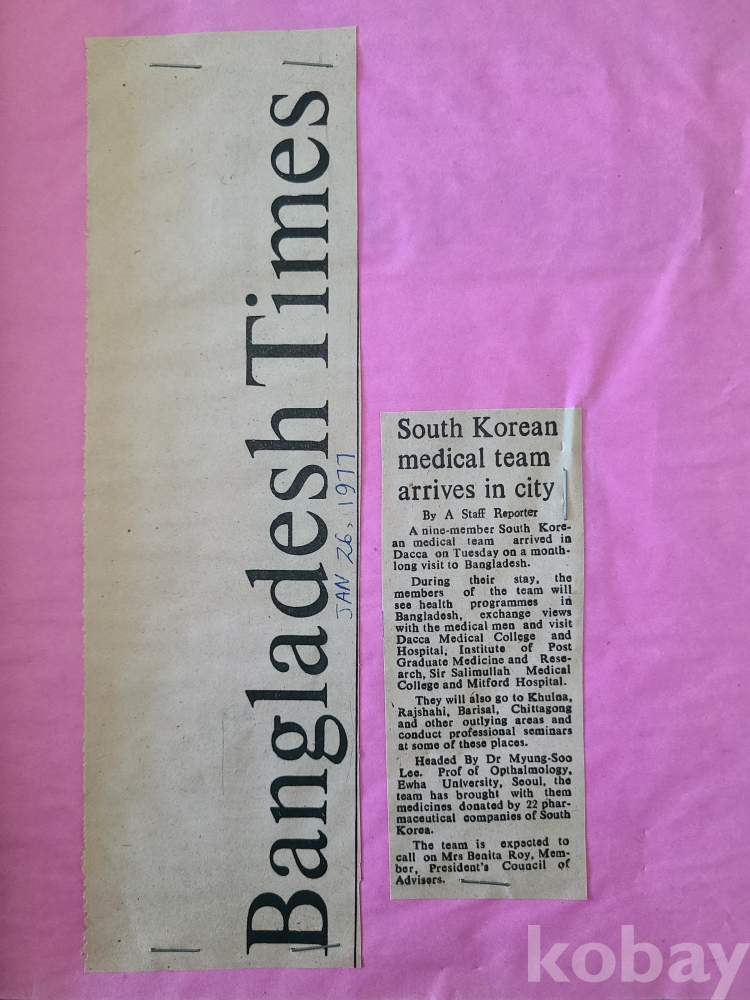 Bangladesh Times
JAN 26, 1977
South Korean
medical team
arrives in city
By A Staff Reporter
A nine-member South Kore-
an medical team arrived in
Dacca on Tuesday on a month-
long visit to Bangladesh.
During their stay, the
members of the team will
see health programmes in
Bangladesh, exchange views
with the medical men and visit
Dacca Medical College and
Hospital, Institute of Post
Graduate Medicine and Rese-
arch, Sir Salimullah Medical
College and Mitford Hospital.
They will also go to Khulna,
Rajshahi, Barisal, Chittagong
and other outlying areas and
conduct professional seminars
at some of these places.
Headed By Dr Myung-Soo
Lee. Prof of Opthalmology,
Ewha University, Seoul, the
team has brought with them
medicines donated by 22 phar-
maceutical companies of South
Korea.
The team is expected to
call on Mrs Benita Roy, Mem-
ber, President's Council of
Advisers.
kobay